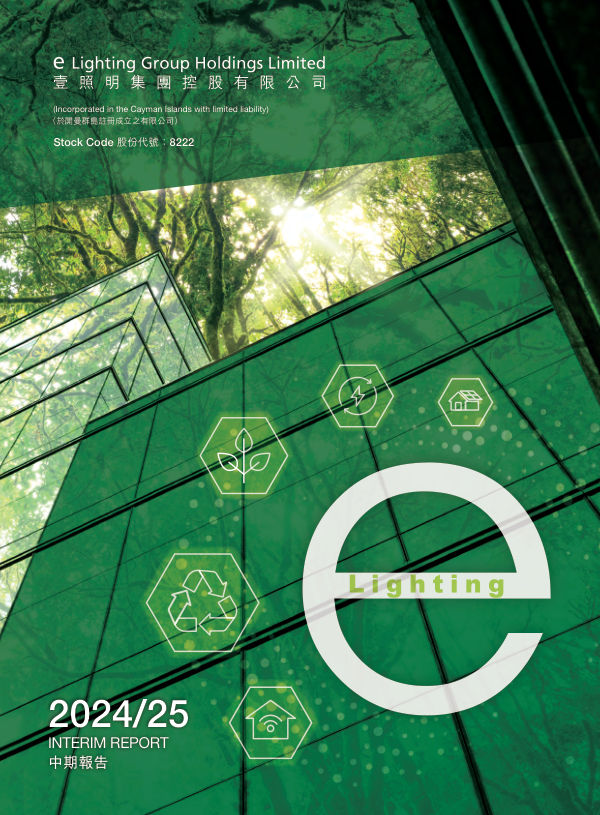 e Lighting Group Holdings Limited
壹照明集團控股有限公司
(Incorporated in the Cayman Islands with limited liability)
(於開曼群島註冊成立之有限公司)
Stock Code 股份代號：8222
e
Lighting
2024/25
INTERIM REPORT
中期報告